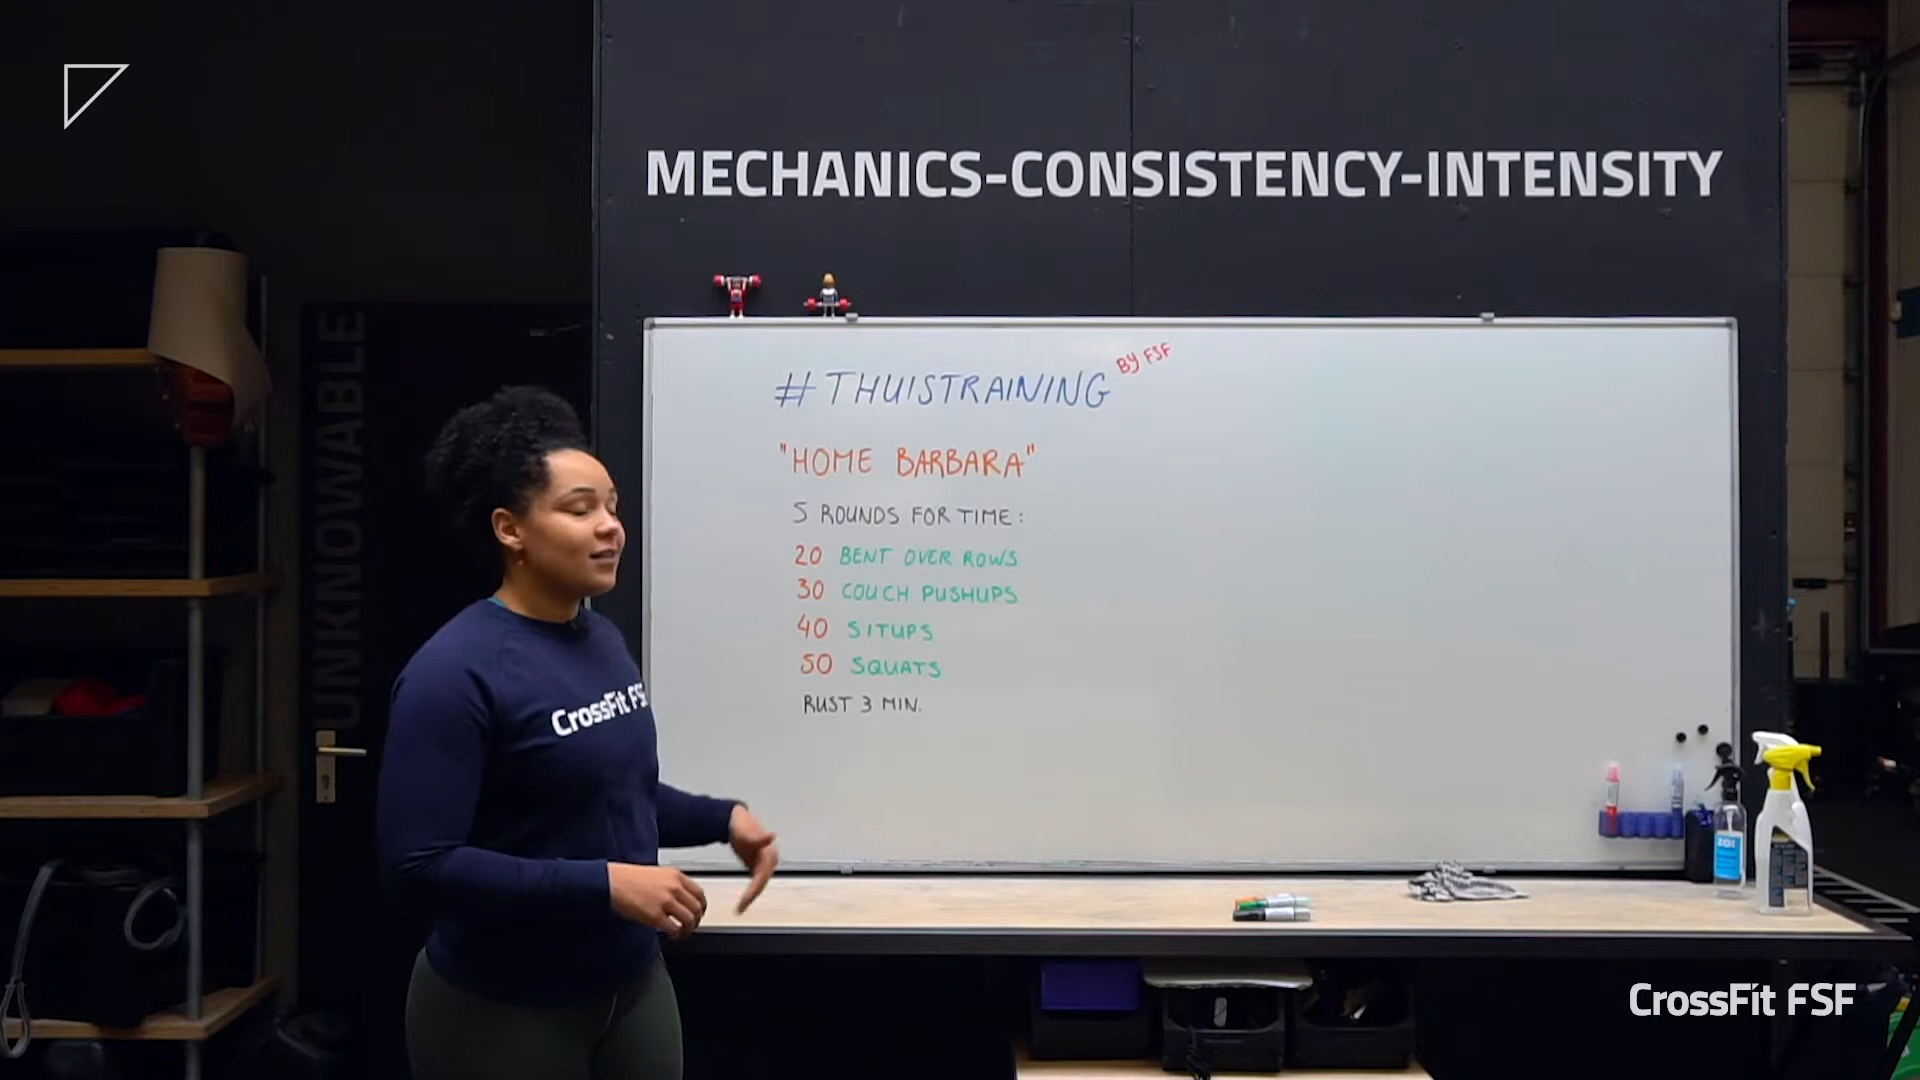 MECHANICS-CONSISTENCY-INTENSITY
#THUISTRAINING BY FSF
"HOME BARBARA"
5 ROUNDS FOR TIME:
20 BENT OVER ROWS
30 COUCH PUSHUPS
40 SITUPS
50 SQUATS
RUST 3 MIN.
UNKNOWABLE
CrossFit FSF
CrossFit FSF